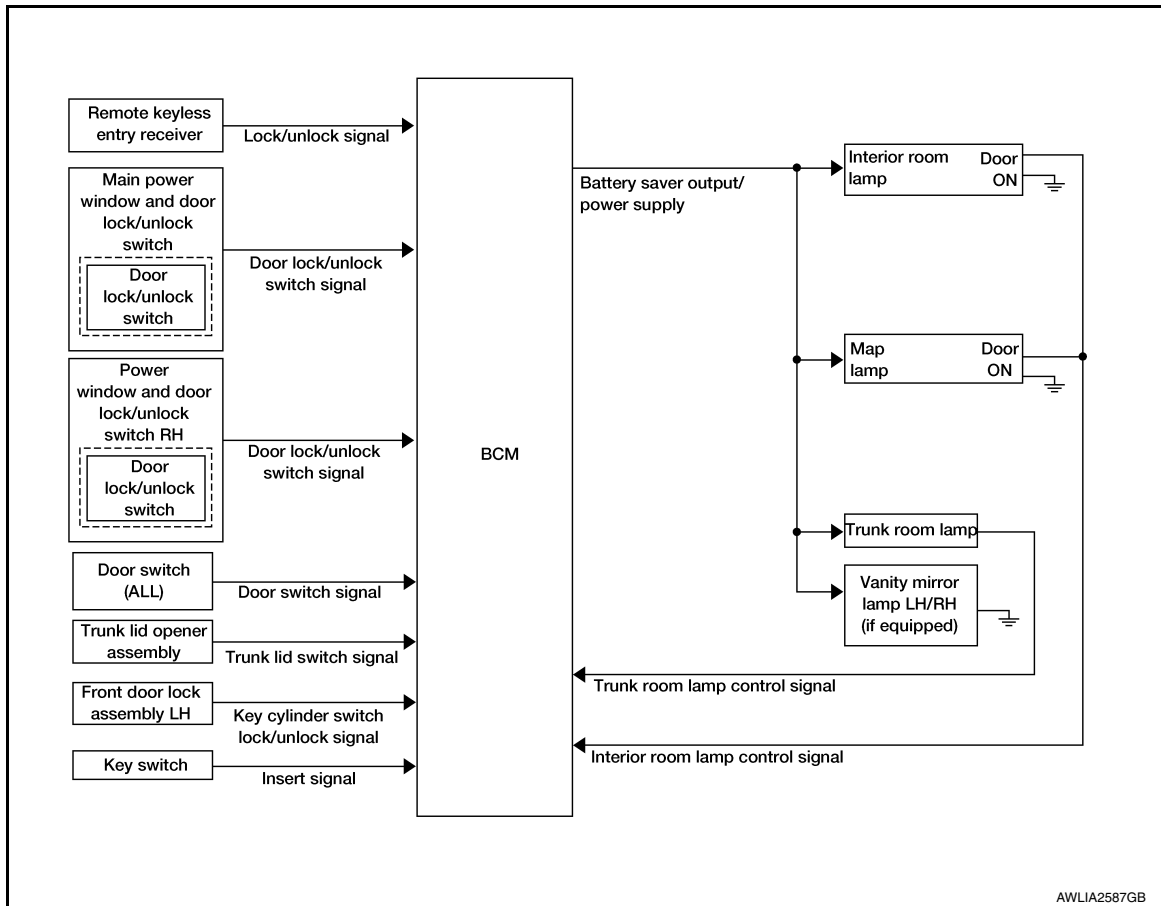 Remote keyless
entry receiver
Lock/unlock signal
Main power
window and door
lock/unlock
switch
Door
lock/unlock
switch
Door lock/unlock
switch signal
Power
window and door
lock/unlock
switch RH
Door
lock/unlock
switch
Door lock/unlock
switch signal
Door switch
(ALL)
Door switch signal
Trunk lid opener
assembly
Trunk lid switch signal
Front door lock
assembly LH
Key cylinder switch
lock/unlock signal
Key switch
Insert signal
BCM
Battery saver output/
power supply
Interior room
lamp
Door
ON
Map
lamp
Door
ON
Trunk room lamp
Vanity mirror
lamp LH/RH
(if equipped)
Trunk room lamp control signal
Interior room lamp control signal
AWLIA2587GB